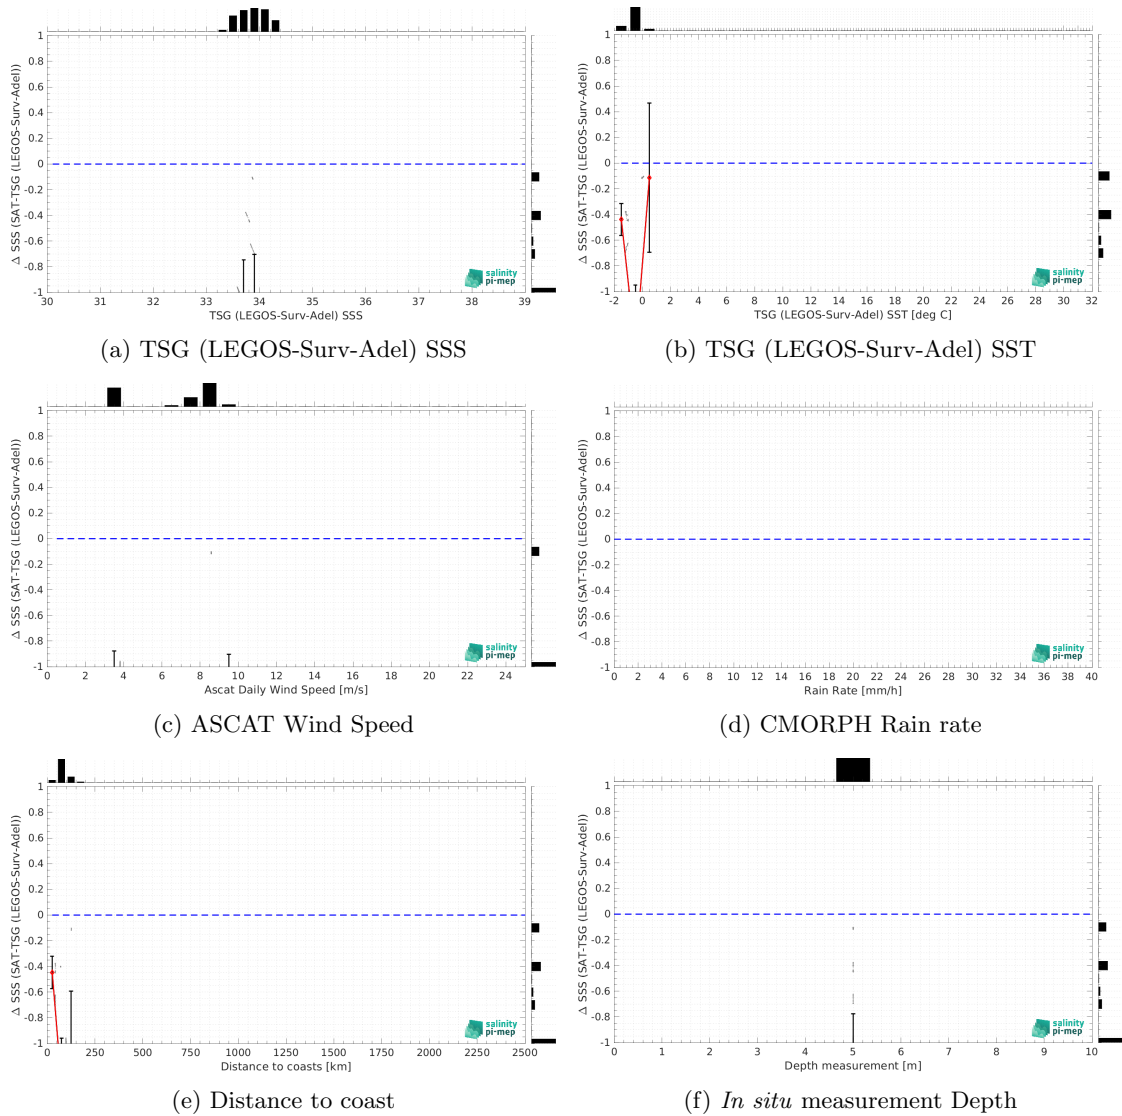 1
0.8
0.6
0.4
0.2
0
-0.2
-0.4
-0.6
-0.8
-1
Δ SSS (SAT-TSG (LEGOS-Surv-Adel))
salinity
pi-mep
30 31 32 33 34 35 36 37 38 39
TSG (LEGOS-Surv-Adel) SSS
(a) TSG (LEGOS-Surv-Adel) SSS
1
0.8
0.6
0.4
0.2
0
-0.2
-0.4
-0.6
-0.8
-1
Δ SSS (SAT-TSG (LEGOS-Surv-Adel))
salinity
pi-mep
-2 0 2 4 6 8 10 12 14 16 18 20 22 24 26 28 30 32
TSG (LEGOS-Surv-Adel) SST [deg C]
(b) TSG (LEGOS-Surv-Adel) SST
1
0.8
0.6
0.4
0.2
0
-0.2
-0.4
-0.6
-0.8
-1
Δ SSS (SAT-TSG (LEGOS-Surv-Adel))
salinity
pi-mep
0 2 4 6 8 10 12 14 16 18 20 22 24
Ascat Daily Wind Speed [m/s]
(c) ASCAT Wind Speed
1
0.8
0.6
0.4
0.2
0
-0.2
-0.4
-0.6
-0.8
-1
Δ SSS (SAT-TSG (LEGOS-Surv-Adel))
salinity
pi-mep
0 2 4 6 8 10 12 14 16 18 20 22 24 26 28 30 32 34 36 38 40
Rain Rate [mm/h]
(d) CMORPH Rain rate
1
0.8
0.6
0.4
0.2
0
-0.2
-0.4
-0.6
-0.8
-1
Δ SSS (SAT-TSG (LEGOS-Surv-Adel))
salinity
pi-mep
0 250 500 750 1000 1250 1500 1750 2000 2250 2500
Distance to coasts [km]
(e) Distance to coast
1
0.8
0.6
0.4
0.2
0
-0.2
-0.4
-0.6
-0.8
-1
Δ SSS (SAT-TSG (LEGOS-Surv-Adel))
salinity
pi-mep
0 1 2 3 4 5 6 7 8 9 10
Depth measurement [m]
(f) In situ measurement Depth